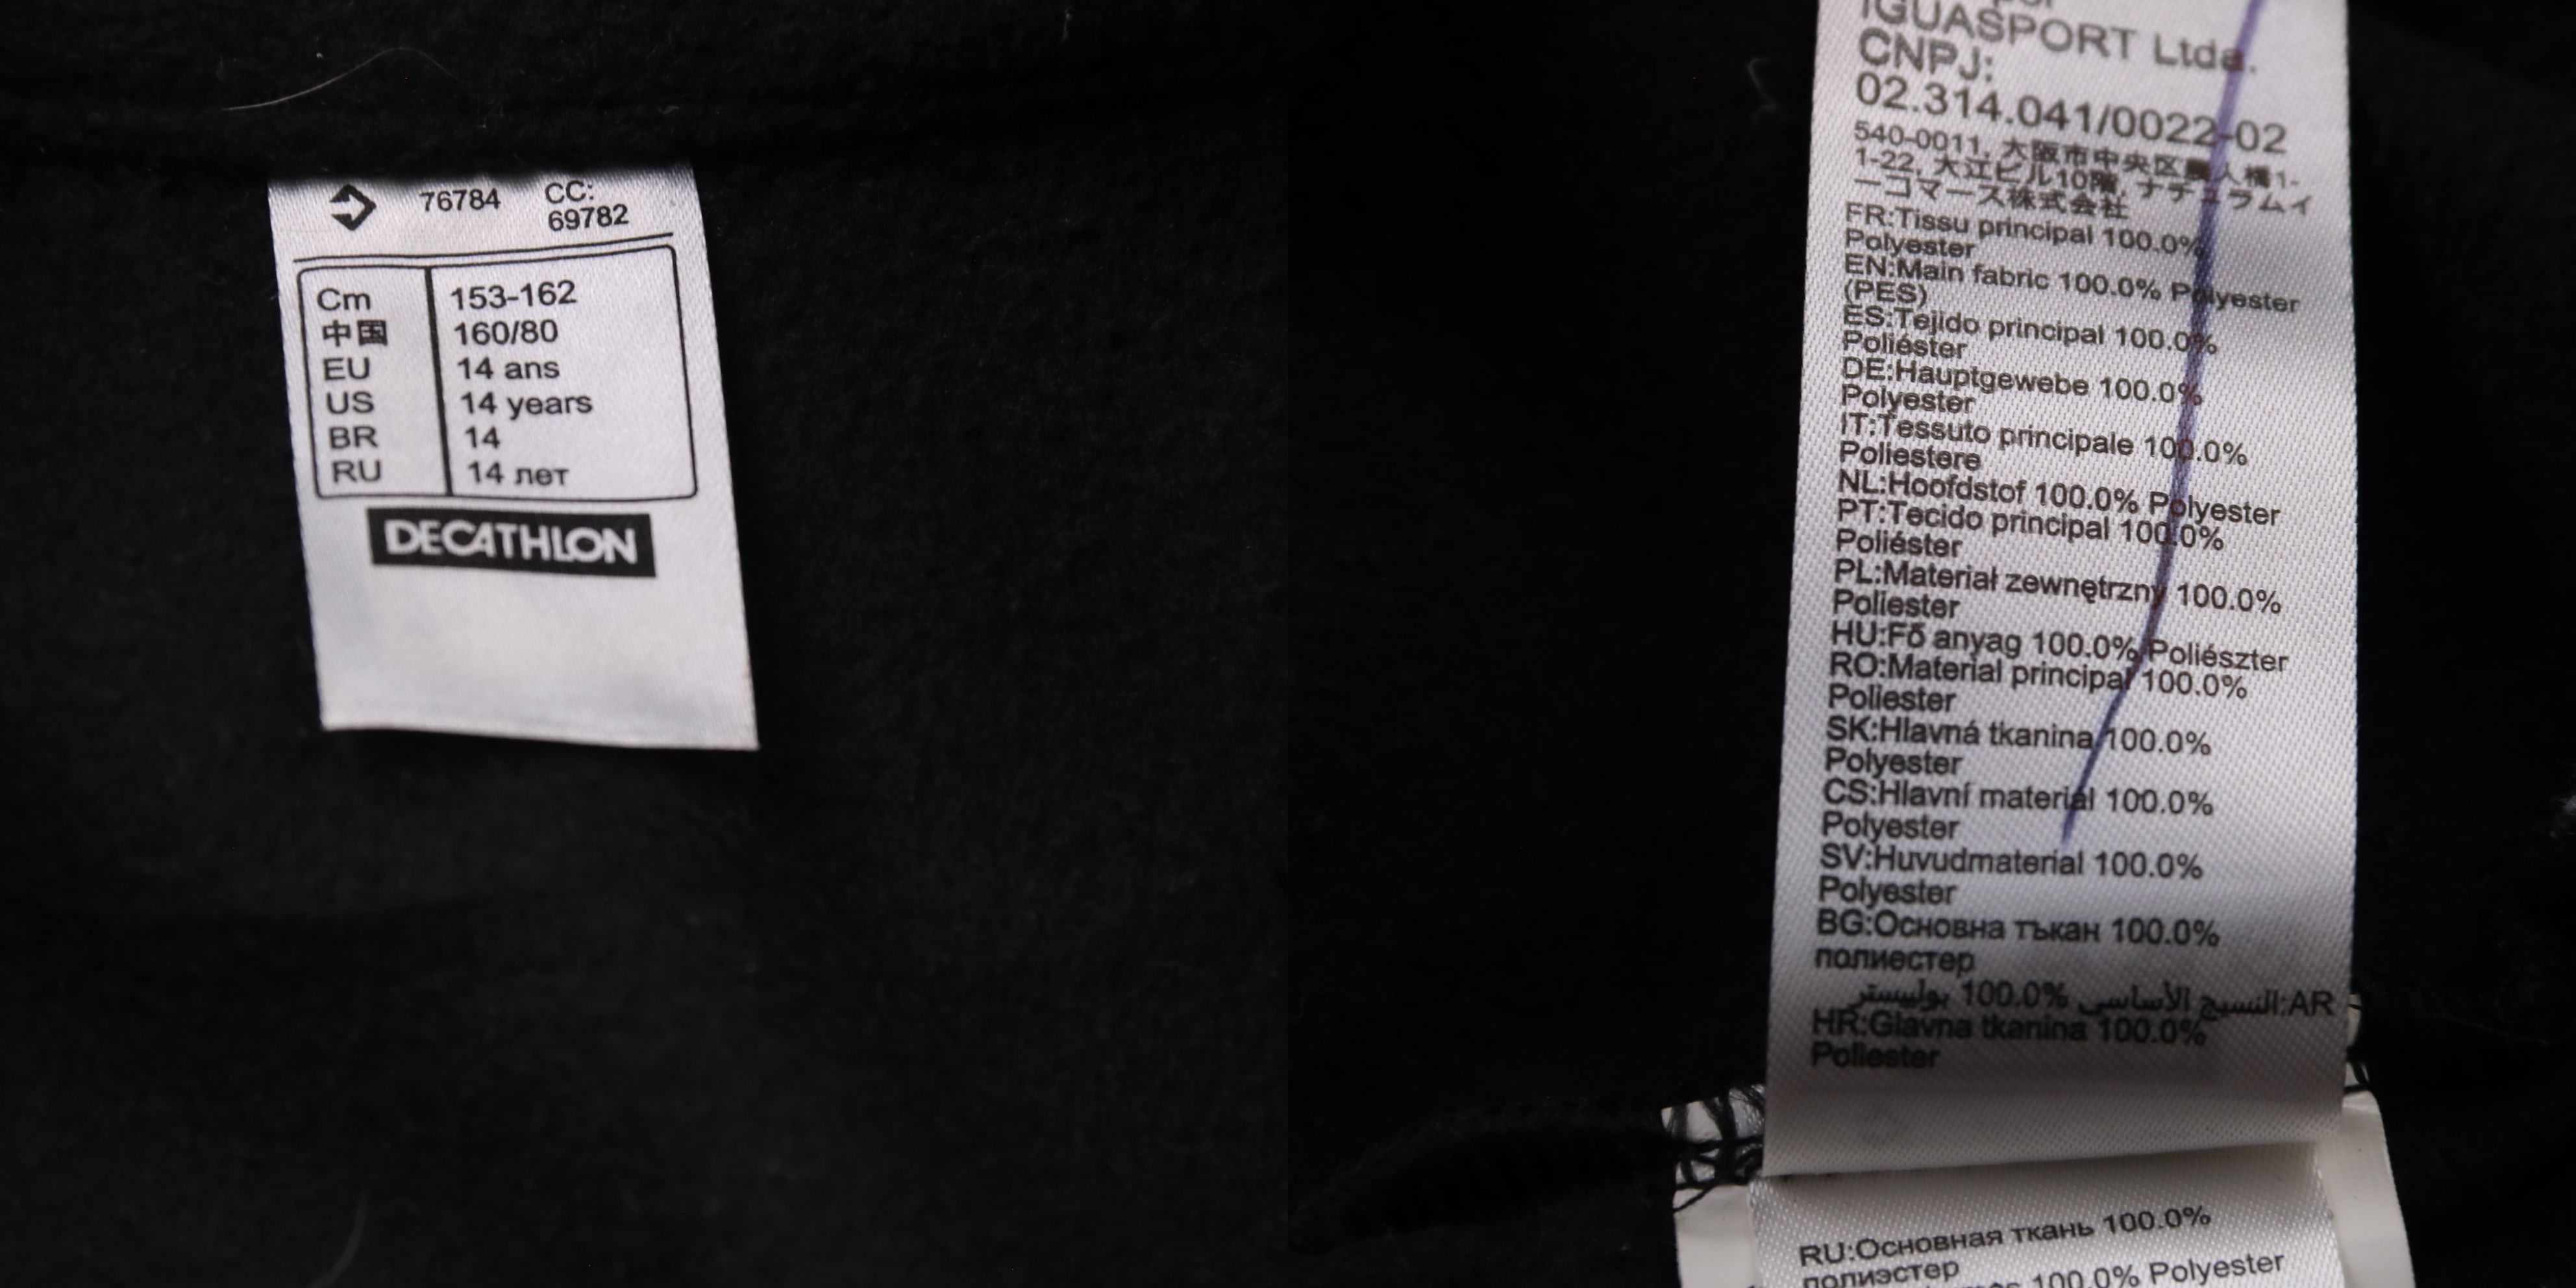 76784 CC:
69782
Cm 153-162
中国 160/80
EU 14 ans
US 14 years
BR 14
RU 14 лет
DECATHLON
IGUASPORT Ltda.
CNPJ:
02.314.041/0022-02
540-0011, 大阪市中央区農人橋1-
1-22, 大江ビル10階, ナチュラムイ
ーコマース株式会社
FR:Tissu principal 100.0%
Polyester
EN:Main fabric 100.0% Polyester
(PES)
ES:Tejido principal 100.0%
Poliéster
DE:Hauptgewebe 100.0%
Polyester
IT:Tessuto principale 100.0%
Poliestere
NL:Hoofdstof 100.0% Polyester
PT:Tecido principal 100.0%
Poliéster
PL:Materiał zewnętrzny 100.0%
Poliester
HU:Fő anyag 100.0% Poliészter
RO:Material principal 100.0%
Poliester
SK:Hlavná tkanina 100.0%
Polyester
CS:Hlavní materiál 100.0%
Polyester
SV:Huvudmaterial 100.0%
Polyester
BG:Основна тъкан 100.0%
полиестер
AR:النسيج الأساسي 100.0% بوليستر
HR:Glavna tkanina 100.0%
Poliester
RU:Основная ткань 100.0%
полиэстер
100.0% Polyester